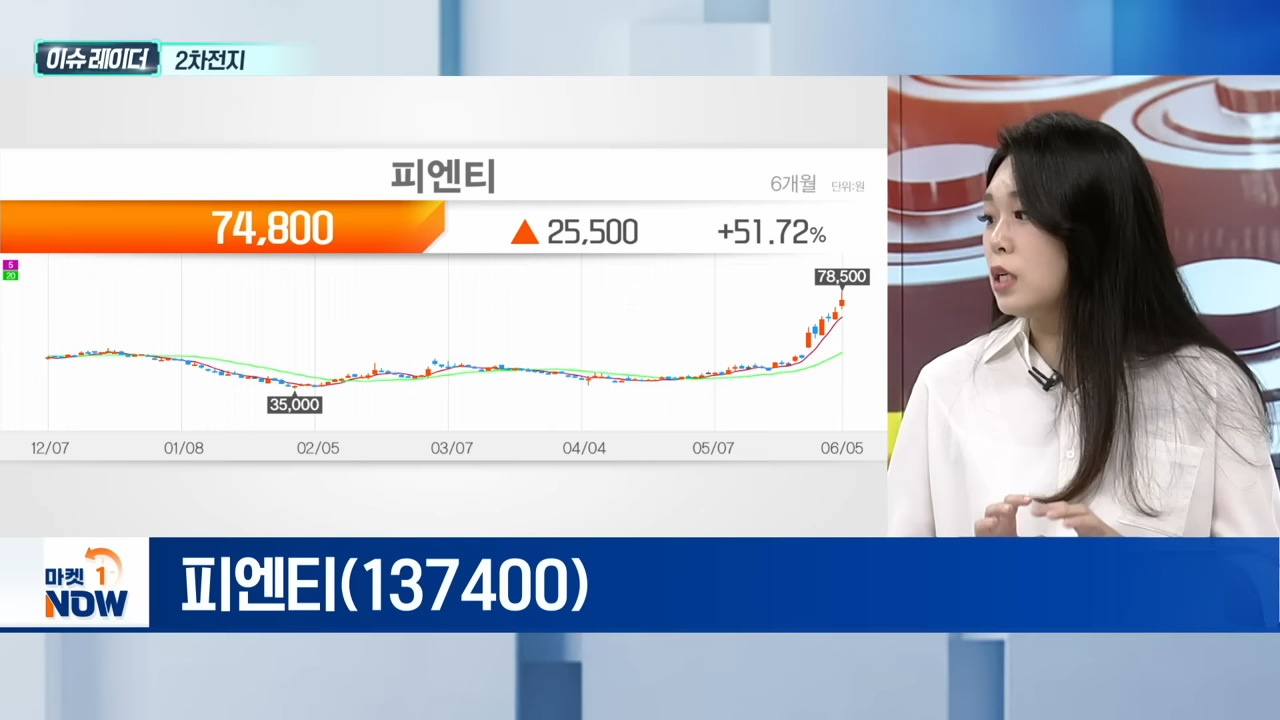 이슈 레이더 2차전지
피엔티
6개월 단위:원
74,800 ▲ 25,500 +51.72%
5
20
78,500
35,000
12/07 01/08 02/05 03/07 04/04 05/07 06/05
마켓 1
NOW
피엔티(137400)